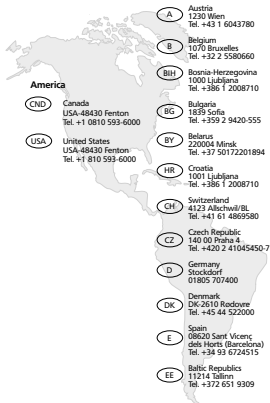 America
CND
Canada
USA-48430 Fenton
Tel. +1 0810 593-6000
USA
United States
USA-48430 Fenton
Tel. +1 810 593-6000
A
Austria
1230 Wien
Tel. +43 1 6043780
B
Belgium
1070 Bruxelles
Tel. +32 2 5580660
BIH
Bosnia-Herzegovina
1000 Ljubljana
Tel. +386 1 2008710
BG
Bulgaria
1839 Sofia
Tel. +359 2 9420-555
BY
Belarus
220004 Minsk
Tel. +37 50172201894
HR
Croatia
1001 Ljubljana
Tel. +386 1 2008710
CH
Switzerland
4123 Allschwil/BL
Tel. +41 61 4869580
CZ
Czech Republic
140 00 Praha 4
Tel. +420 2 41045450-7
D
Germany
Stockdorf
01805 707400
DK
Denmark
DK-2610 Rødovre
Tel. +45 44 522000
E
Spain
08620 Sant Vicenç
dels Horts (Barcelona)
Tel. +34 93 6724515
EE
Baltic Republics
11214 Tallinn
Tel. +372 651 9309